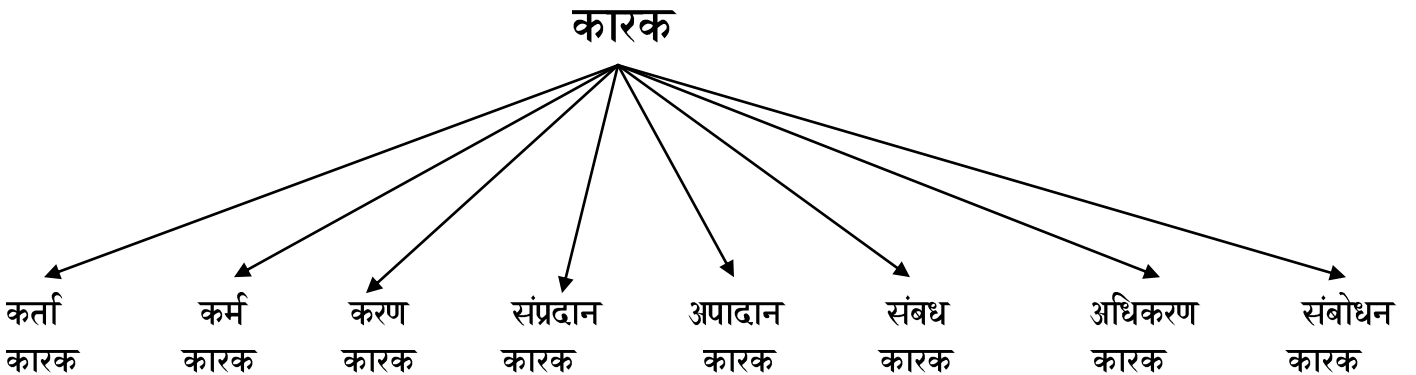 कारक
कर्ता कर्म करण संप्रदान अपादान संबध अधिकरण संबोधन
कारक कारक कारक कारक कारक कारक कारक कारक